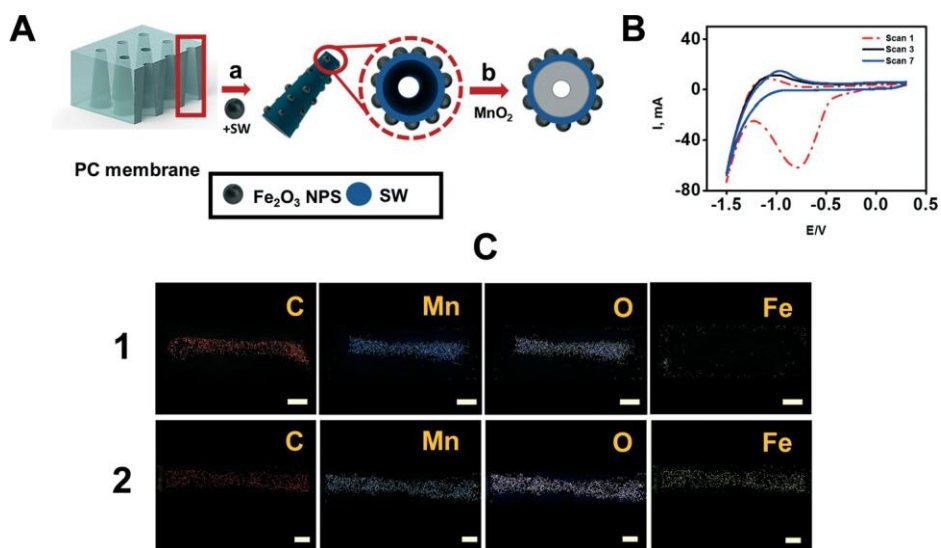 A
a
+SW
b
MnO₂
PC membrane
Fe₂O₃ NPS
SW
B
40
0
-40
-80
I, mA
-1.5 -1.0 -0.5 0.0 0.5
E/V
Scan 1
Scan 3
Scan 7
C
1
C Mn O Fe
2
C Mn O Fe